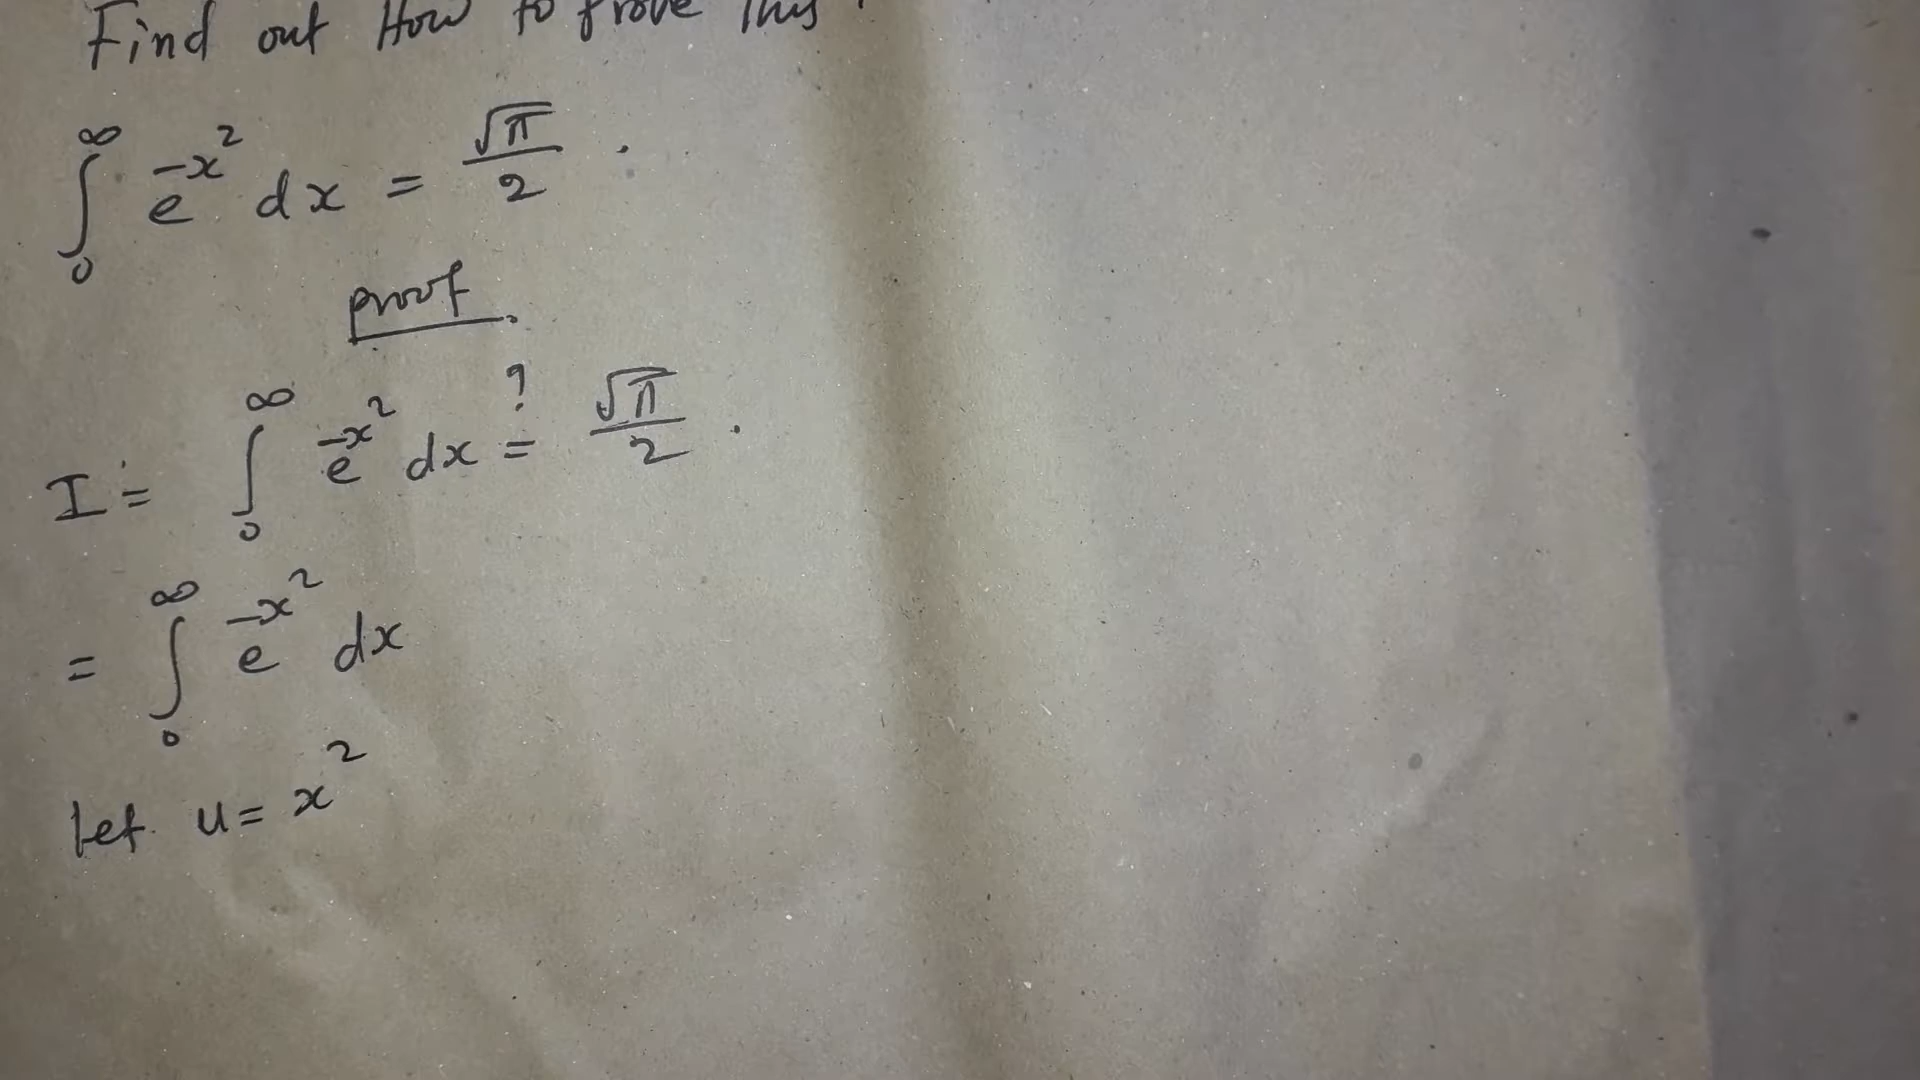 Find out How to prove this
∫₀^∞ e^{-x²} dx = √π/2 .
proof.
I = ∫₀^∞ e^{-x²} dx ?= √π/2 .
= ∫₀^∞ e^{-x²} dx
let u = x²